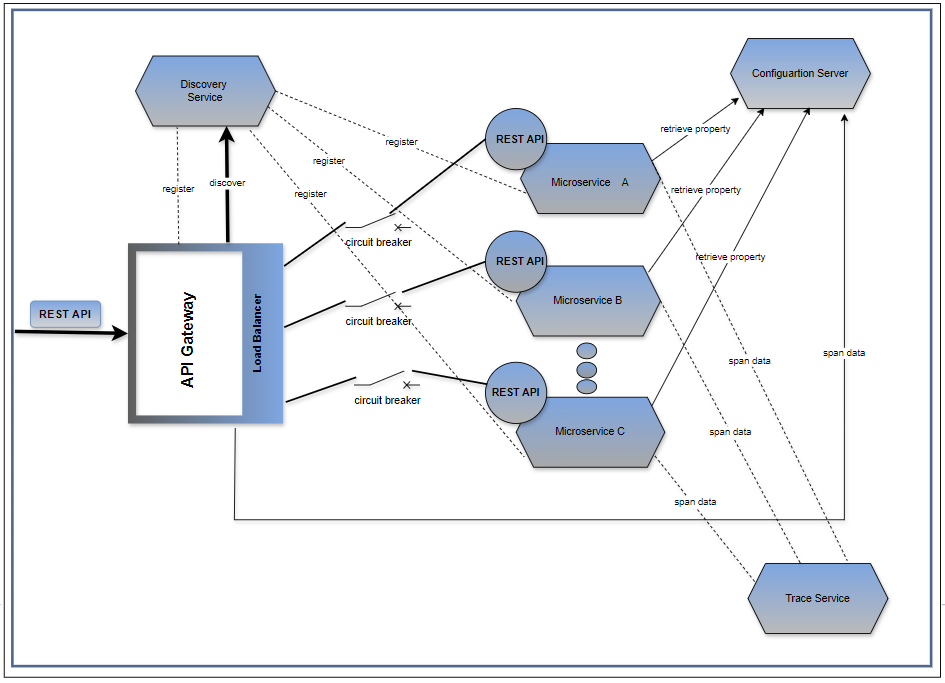 Discovery
Service
Configuartion Server
REST API
register
retrieve property
Microservice A
register
register
discover
register
retrieve property
circuit breaker
REST API
retrieve property
Microservice B
REST API
API Gateway
Load Balancer
circuit breaker
span data
span data
circuit breaker
REST API
Microservice C
span data
span data
Trace Service